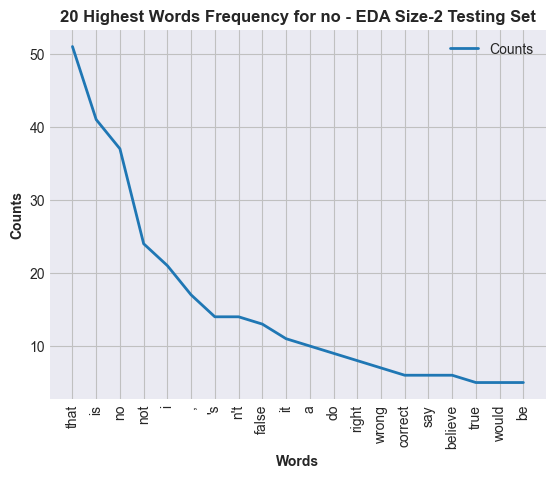 20 Highest Words Frequency for no - EDA Size-2 Testing Set
Counts
50
40
30
20
10
Counts
that
is
no
not
i
,
's
n't
false
it
a
do
right
wrong
correct
say
believe
true
would
be
Words